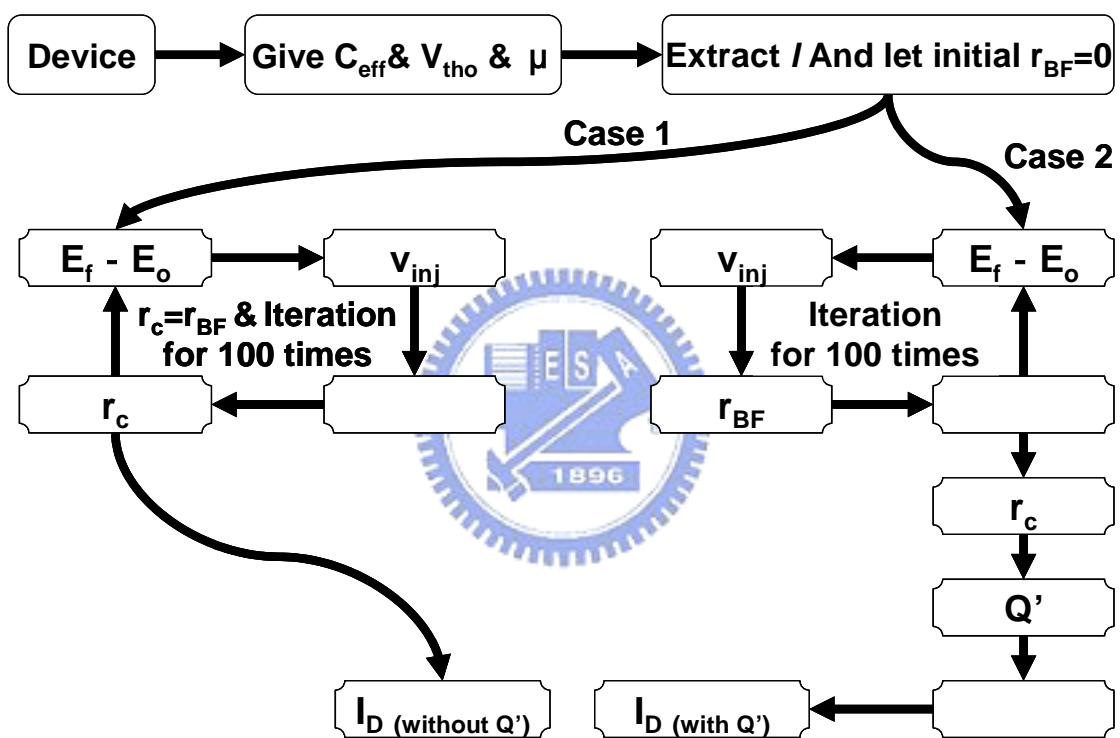 Device
Give Ceff& Vtho & μ
Extract l And let initial rBF=0
Case 1
Case 2
Ef - Eo
vinj
vinj
Ef - Eo
rc=rBF & Iteration
for 100 times
Iteration
for 100 times
E S A
rc
rBF
1896
rc
Q’
ID (without Q’)
ID (with Q’)